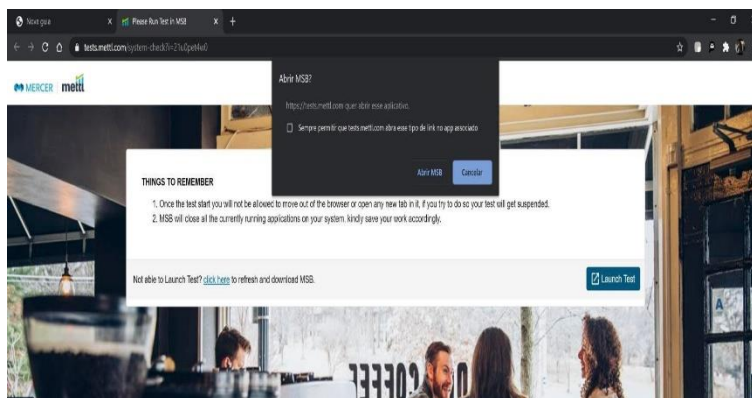 Nova guia
Please Run Test in MSB
tests.mettl.com/system-check?i=21s0pet4w0
MERCER mettl
Abrir MSB?
https://tests.mettl.com quer abrir esse aplicativo.
Sempre permitir que tests.mettl.com abra esse tipo de link no app associado
Abrir MSB
Cancelar
THINGS TO REMEMBER
1. Once the test start you will not be allowed to move out of the browser or open any new tab in it, if you try to do so your test will get suspended.
2. MSB will close all the currently running applications on your system, kindly save your work accordingly.
Not able to Launch Test? click here to refresh and download MSB.
Launch Test
A
COFFEE